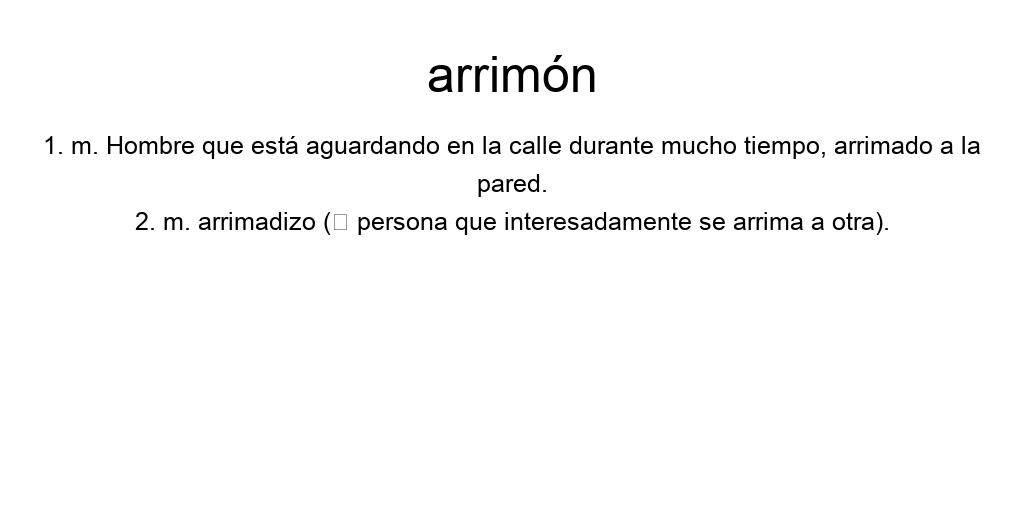 arrimón
1. m. Hombre que está aguardando en la calle durante mucho tiempo, arrimado a la
pared.
2. m. arrimadizo (□ persona que interesadamente se arrima a otra).